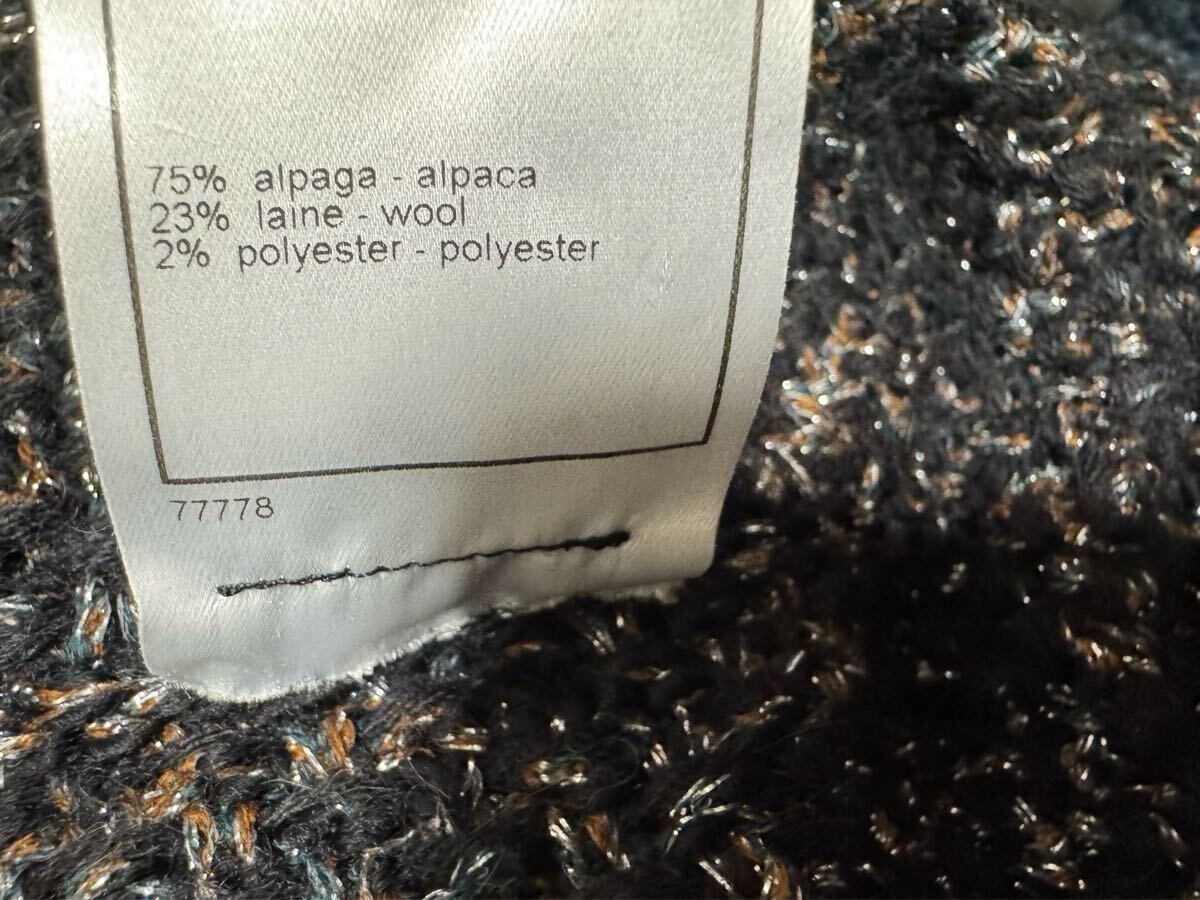 75% alpaga - alpaca
23% laine - wool
2% polyester - polyester
77778